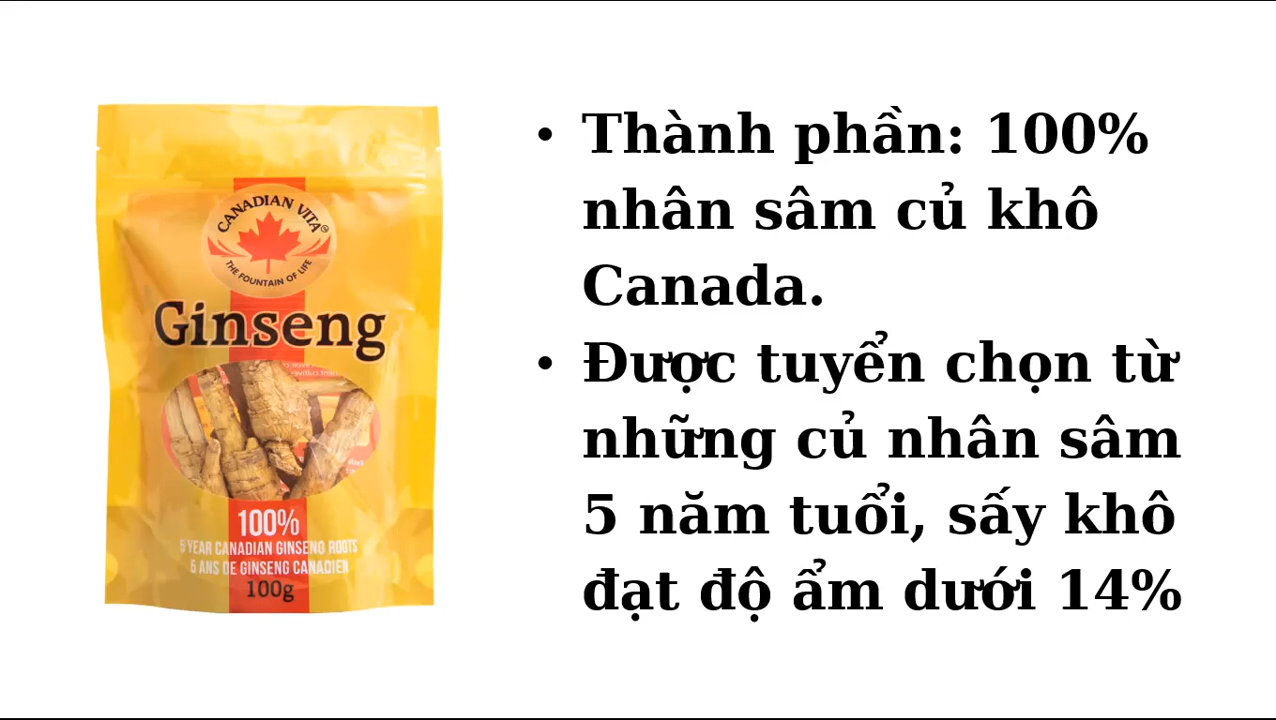 CANADIAN VITA
THE FOUNTAIN OF LIFE
Ginseng
100%
5 YEAR CANADIAN GINSENG ROOTS
5 ANS DE GINSENG CANADIEN
100g
• Thành phần: 100%
nhân sâm củ khô
Canada.
• Được tuyển chọn từ
những củ nhân sâm
5 năm tuổi, sấy khô
đạt độ ẩm dưới 14%